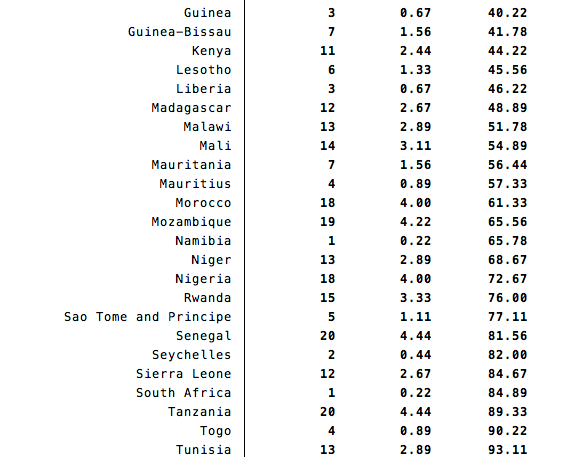 Guinea 3 0.67 40.22
Guinea-Bissau 7 1.56 41.78
Kenya 11 2.44 44.22
Lesotho 6 1.33 45.56
Liberia 3 0.67 46.22
Madagascar 12 2.67 48.89
Malawi 13 2.89 51.78
Mali 14 3.11 54.89
Mauritania 7 1.56 56.44
Mauritius 4 0.89 57.33
Morocco 18 4.00 61.33
Mozambique 19 4.22 65.56
Namibia 1 0.22 65.78
Niger 13 2.89 68.67
Nigeria 18 4.00 72.67
Rwanda 15 3.33 76.00
Sao Tome and Principe 5 1.11 77.11
Senegal 20 4.44 81.56
Seychelles 2 0.44 82.00
Sierra Leone 12 2.67 84.67
South Africa 1 0.22 84.89
Tanzania 20 4.44 89.33
Togo 4 0.89 90.22
Tunisia 13 2.89 93.11